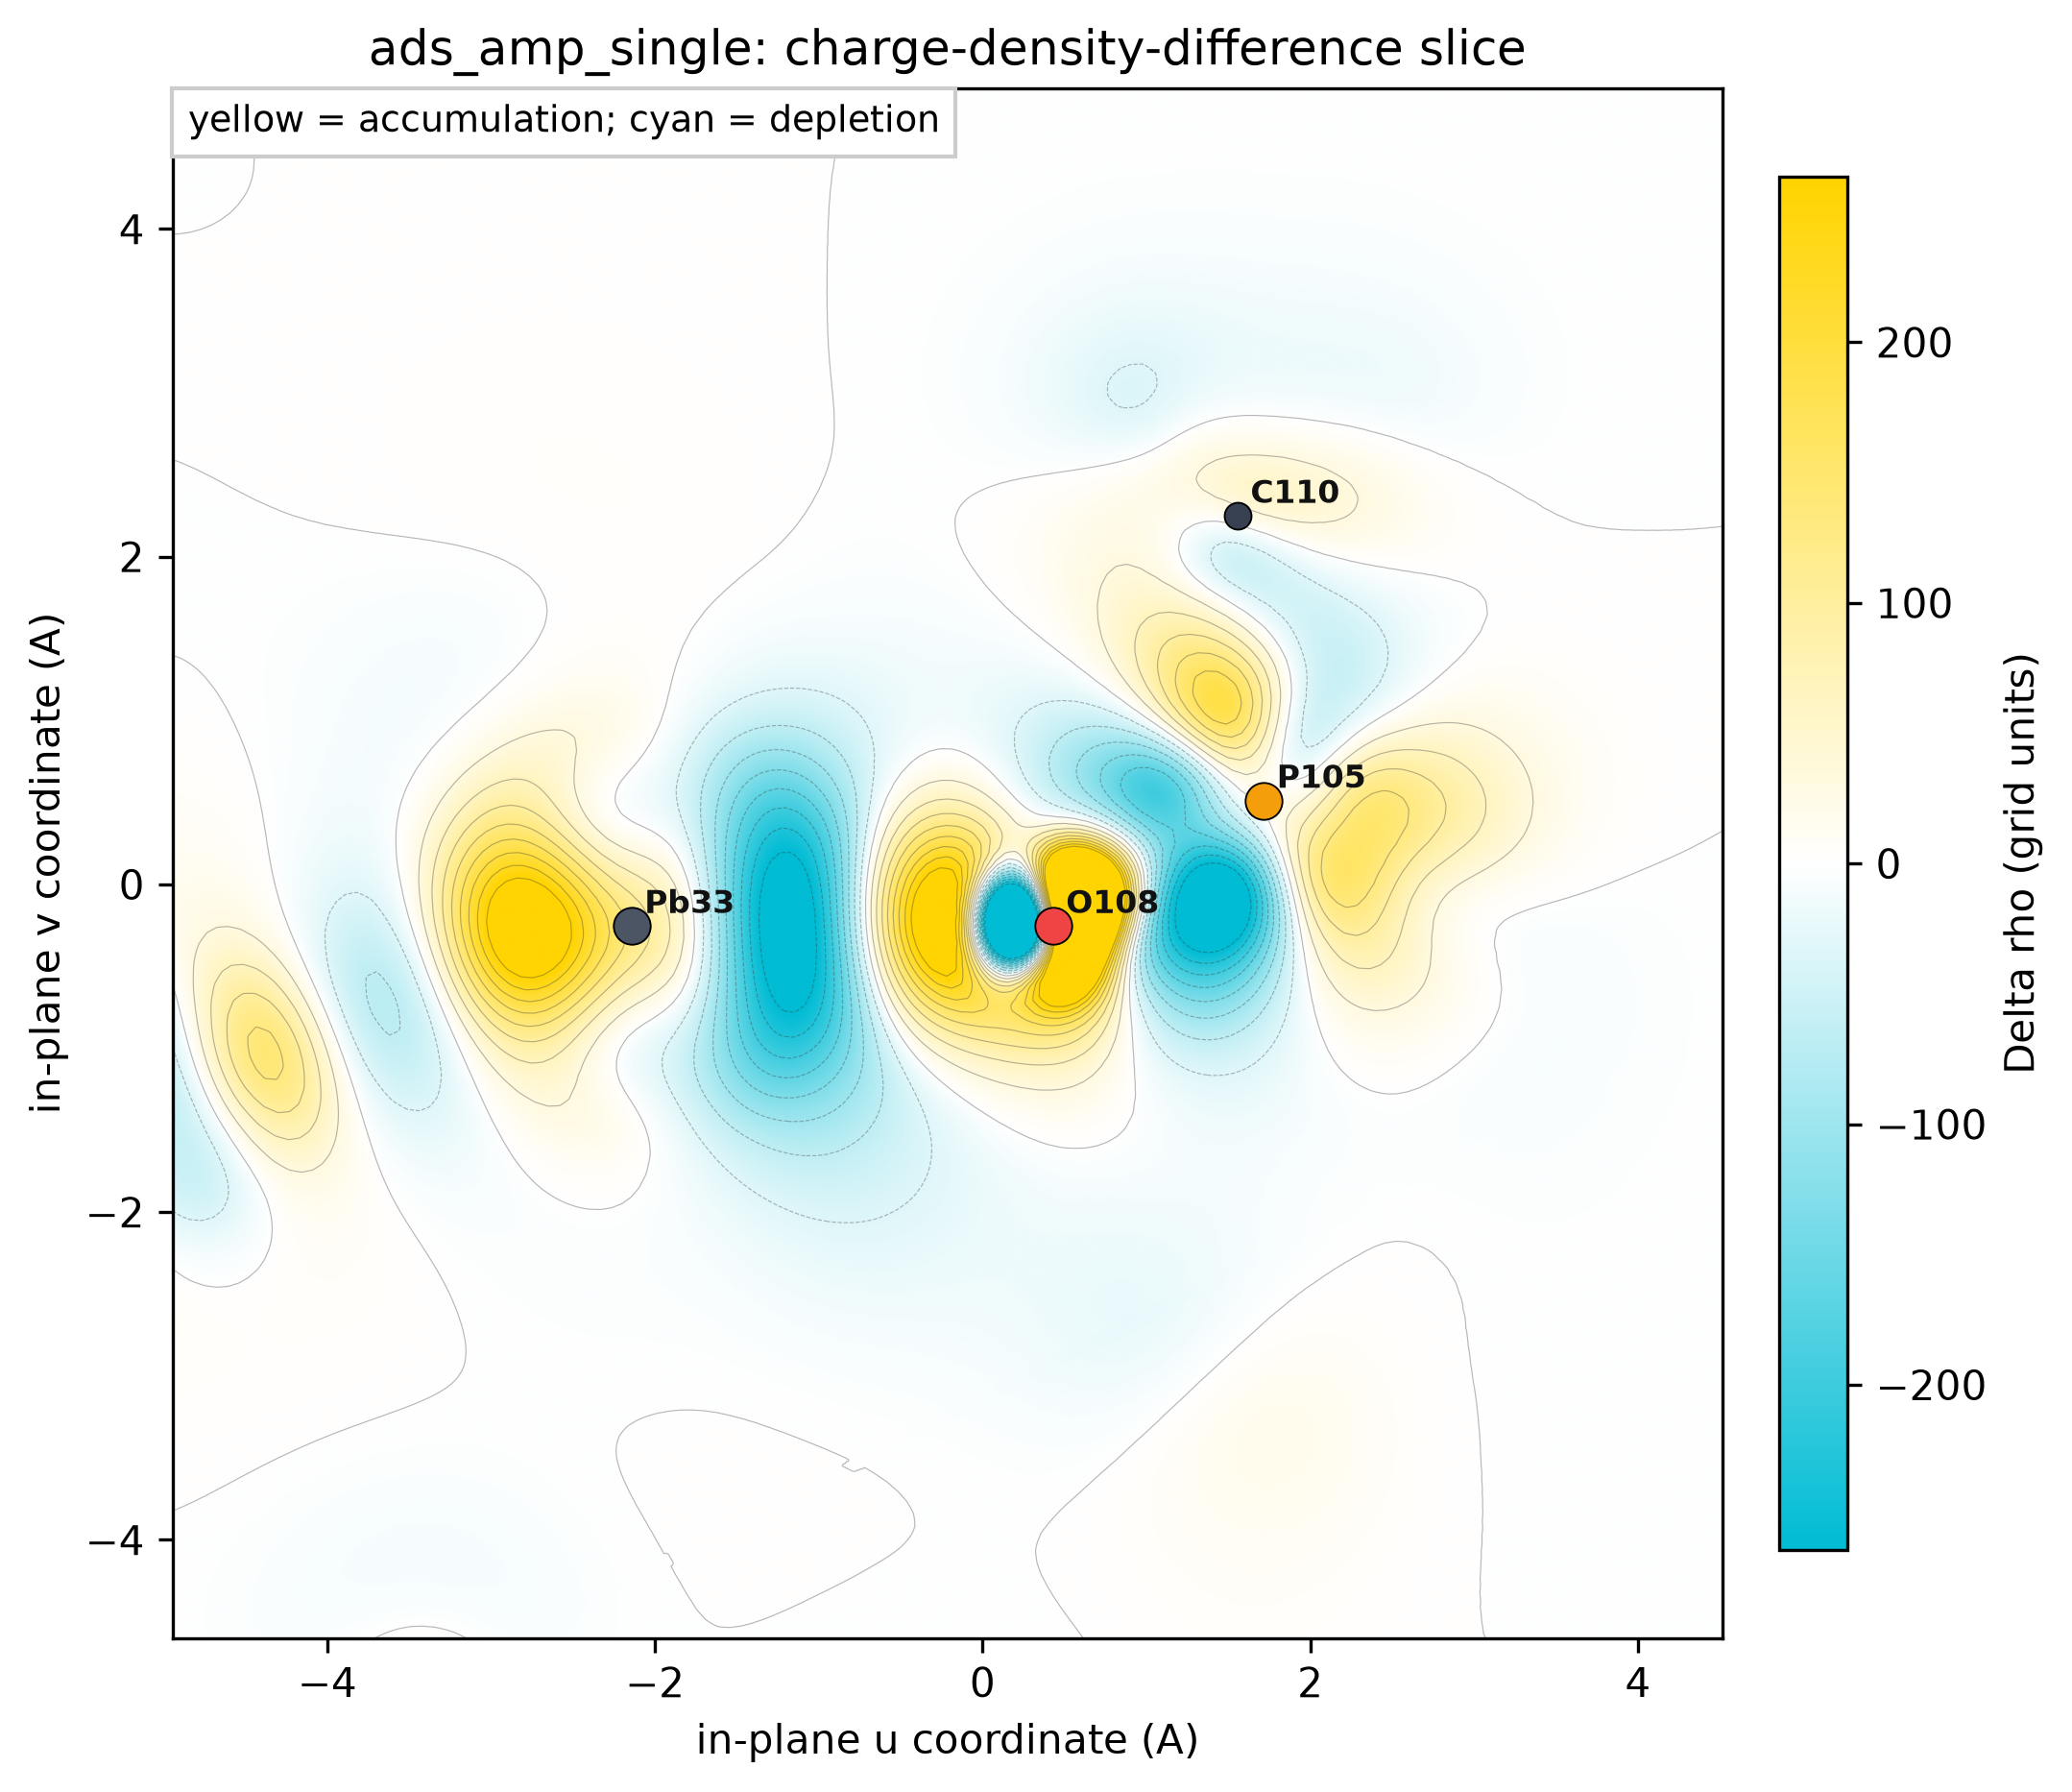 ads_amp_single: charge-density-difference slice
yellow = accumulation; cyan = depletion
C110
P105
Pb33
O108
4
2
0
−2
−4
in-plane v coordinate (A)
−4
−2
0
2
4
in-plane u coordinate (A)
200
100
0
−100
−200
Delta rho (grid units)